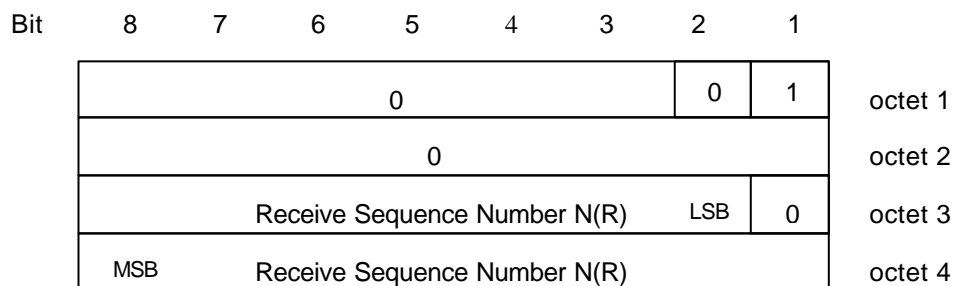 Bit 8 7 6 5 4 3 2 1
0 0 1 octet 1
0 octet 2
Receive Sequence Number N(R) LSB 0 octet 3
MSB Receive Sequence Number N(R) octet 4